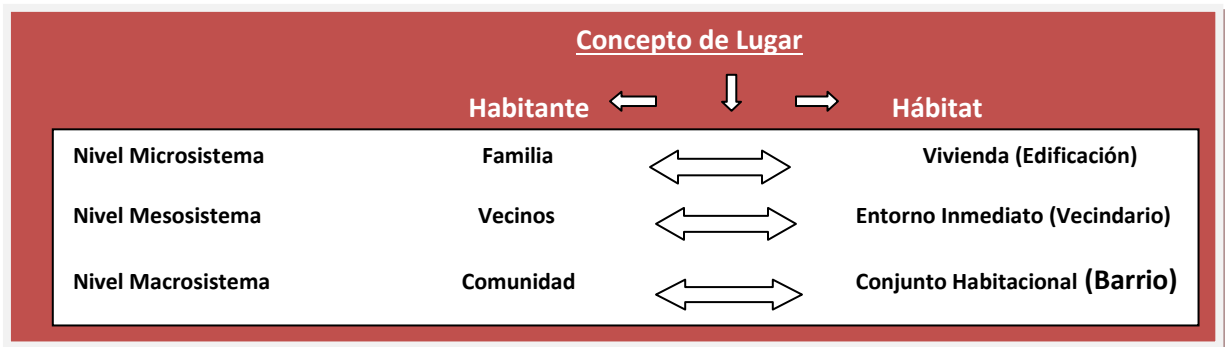 Concepto de Lugar
Habitante Hábitat
Nivel Microsistema Familia Vivienda (Edificación)
Nivel Mesosistema Vecinos Entorno Inmediato (Vecindario)
Nivel Macrosistema Comunidad Conjunto Habitacional (Barrio)